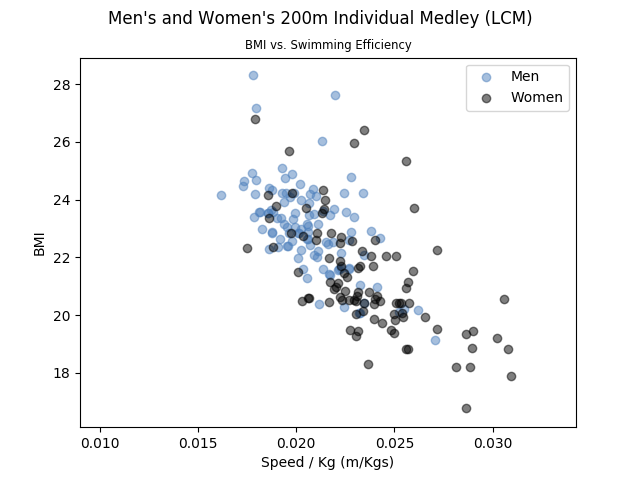 Men's and Women's 200m Individual Medley (LCM)
BMI vs. Swimming Efficiency
Men
Women
28
26
24
22
20
18
BMI
0.010 0.015 0.020 0.025 0.030
Speed / Kg (m/Kgs)